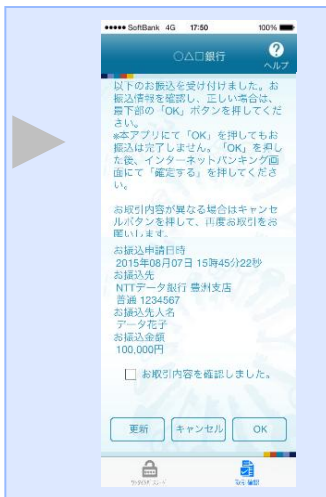 SoftBank 4G 17:50 100%
○△□銀行
ヘルプ
以下のお振込を受け付けました。お
振込情報を確認し、正しい場合は、
最下部の「OK」ボタンを押してくだ
さい。
※本アプリにて「OK」を押してもお
振込は完了しません。「OK」を押し
た後、インターネットバンキング画
面にて「確定する」を押してくださ
い。
お取引内容が異なる場合はキャンセ
ルボタンを押して、再度お取引をお
願いします。
お振込申請日時
2015年08月07日 15時45分22秒
お振込先
NTTデータ銀行 豊洲支店
普通 1234567
お振込先人名
データ花子
お振込金額
100,000円
お取引内容を確認しました。
更新 キャンセル OK
ワンタイムパスワード 取引確認